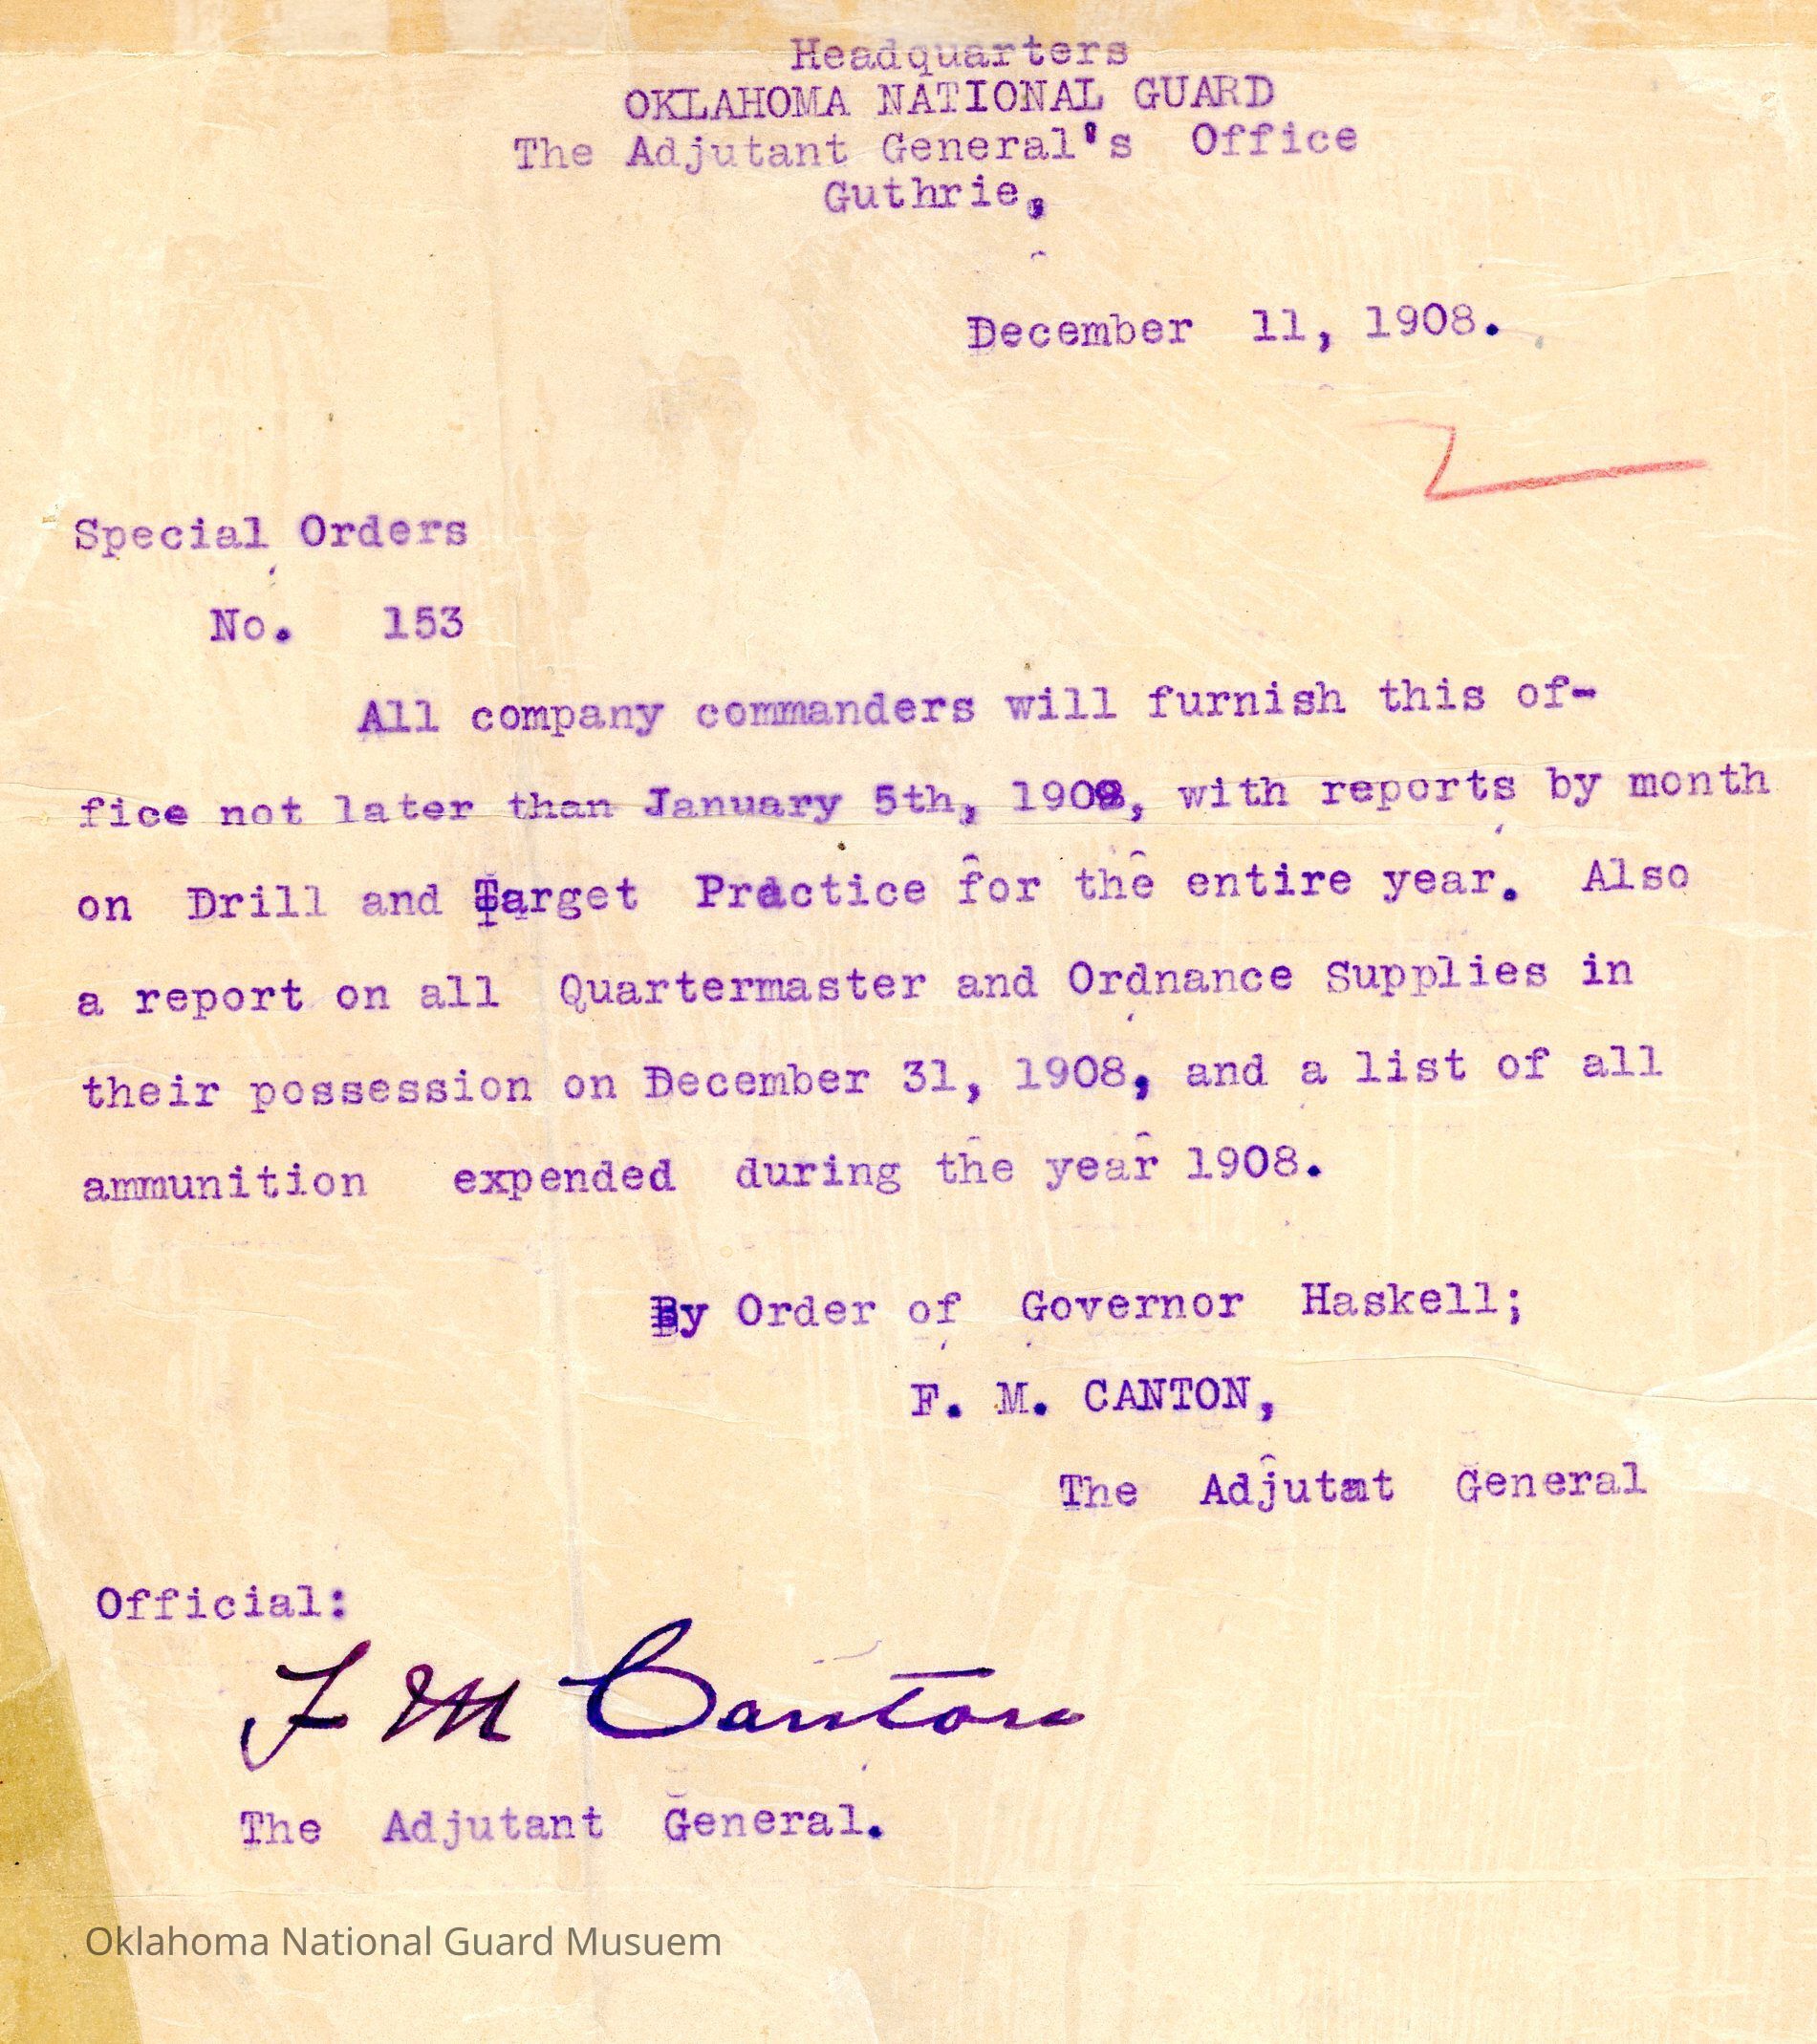 Headquarters
OKLAHOMA NATIONAL GUARD
The Adjutant General's Office
Guthrie,
December 11, 1908.
Special Orders
No. 153
All company commanders will furnish this of-
fice not later than January 5th, 1909, with reports by month
on Drill and Target Practice for the entire year. Also
a report on all Quartermaster and Ordnance Supplies in
their possession on December 31, 1908, and a list of all
ammunition expended during the year 1908.
By Order of Governor Haskell;
F. M. CANTON,
The Adjutant General
Official:
F M Canton
The Adjutant General.
Oklahoma National Guard Musuem